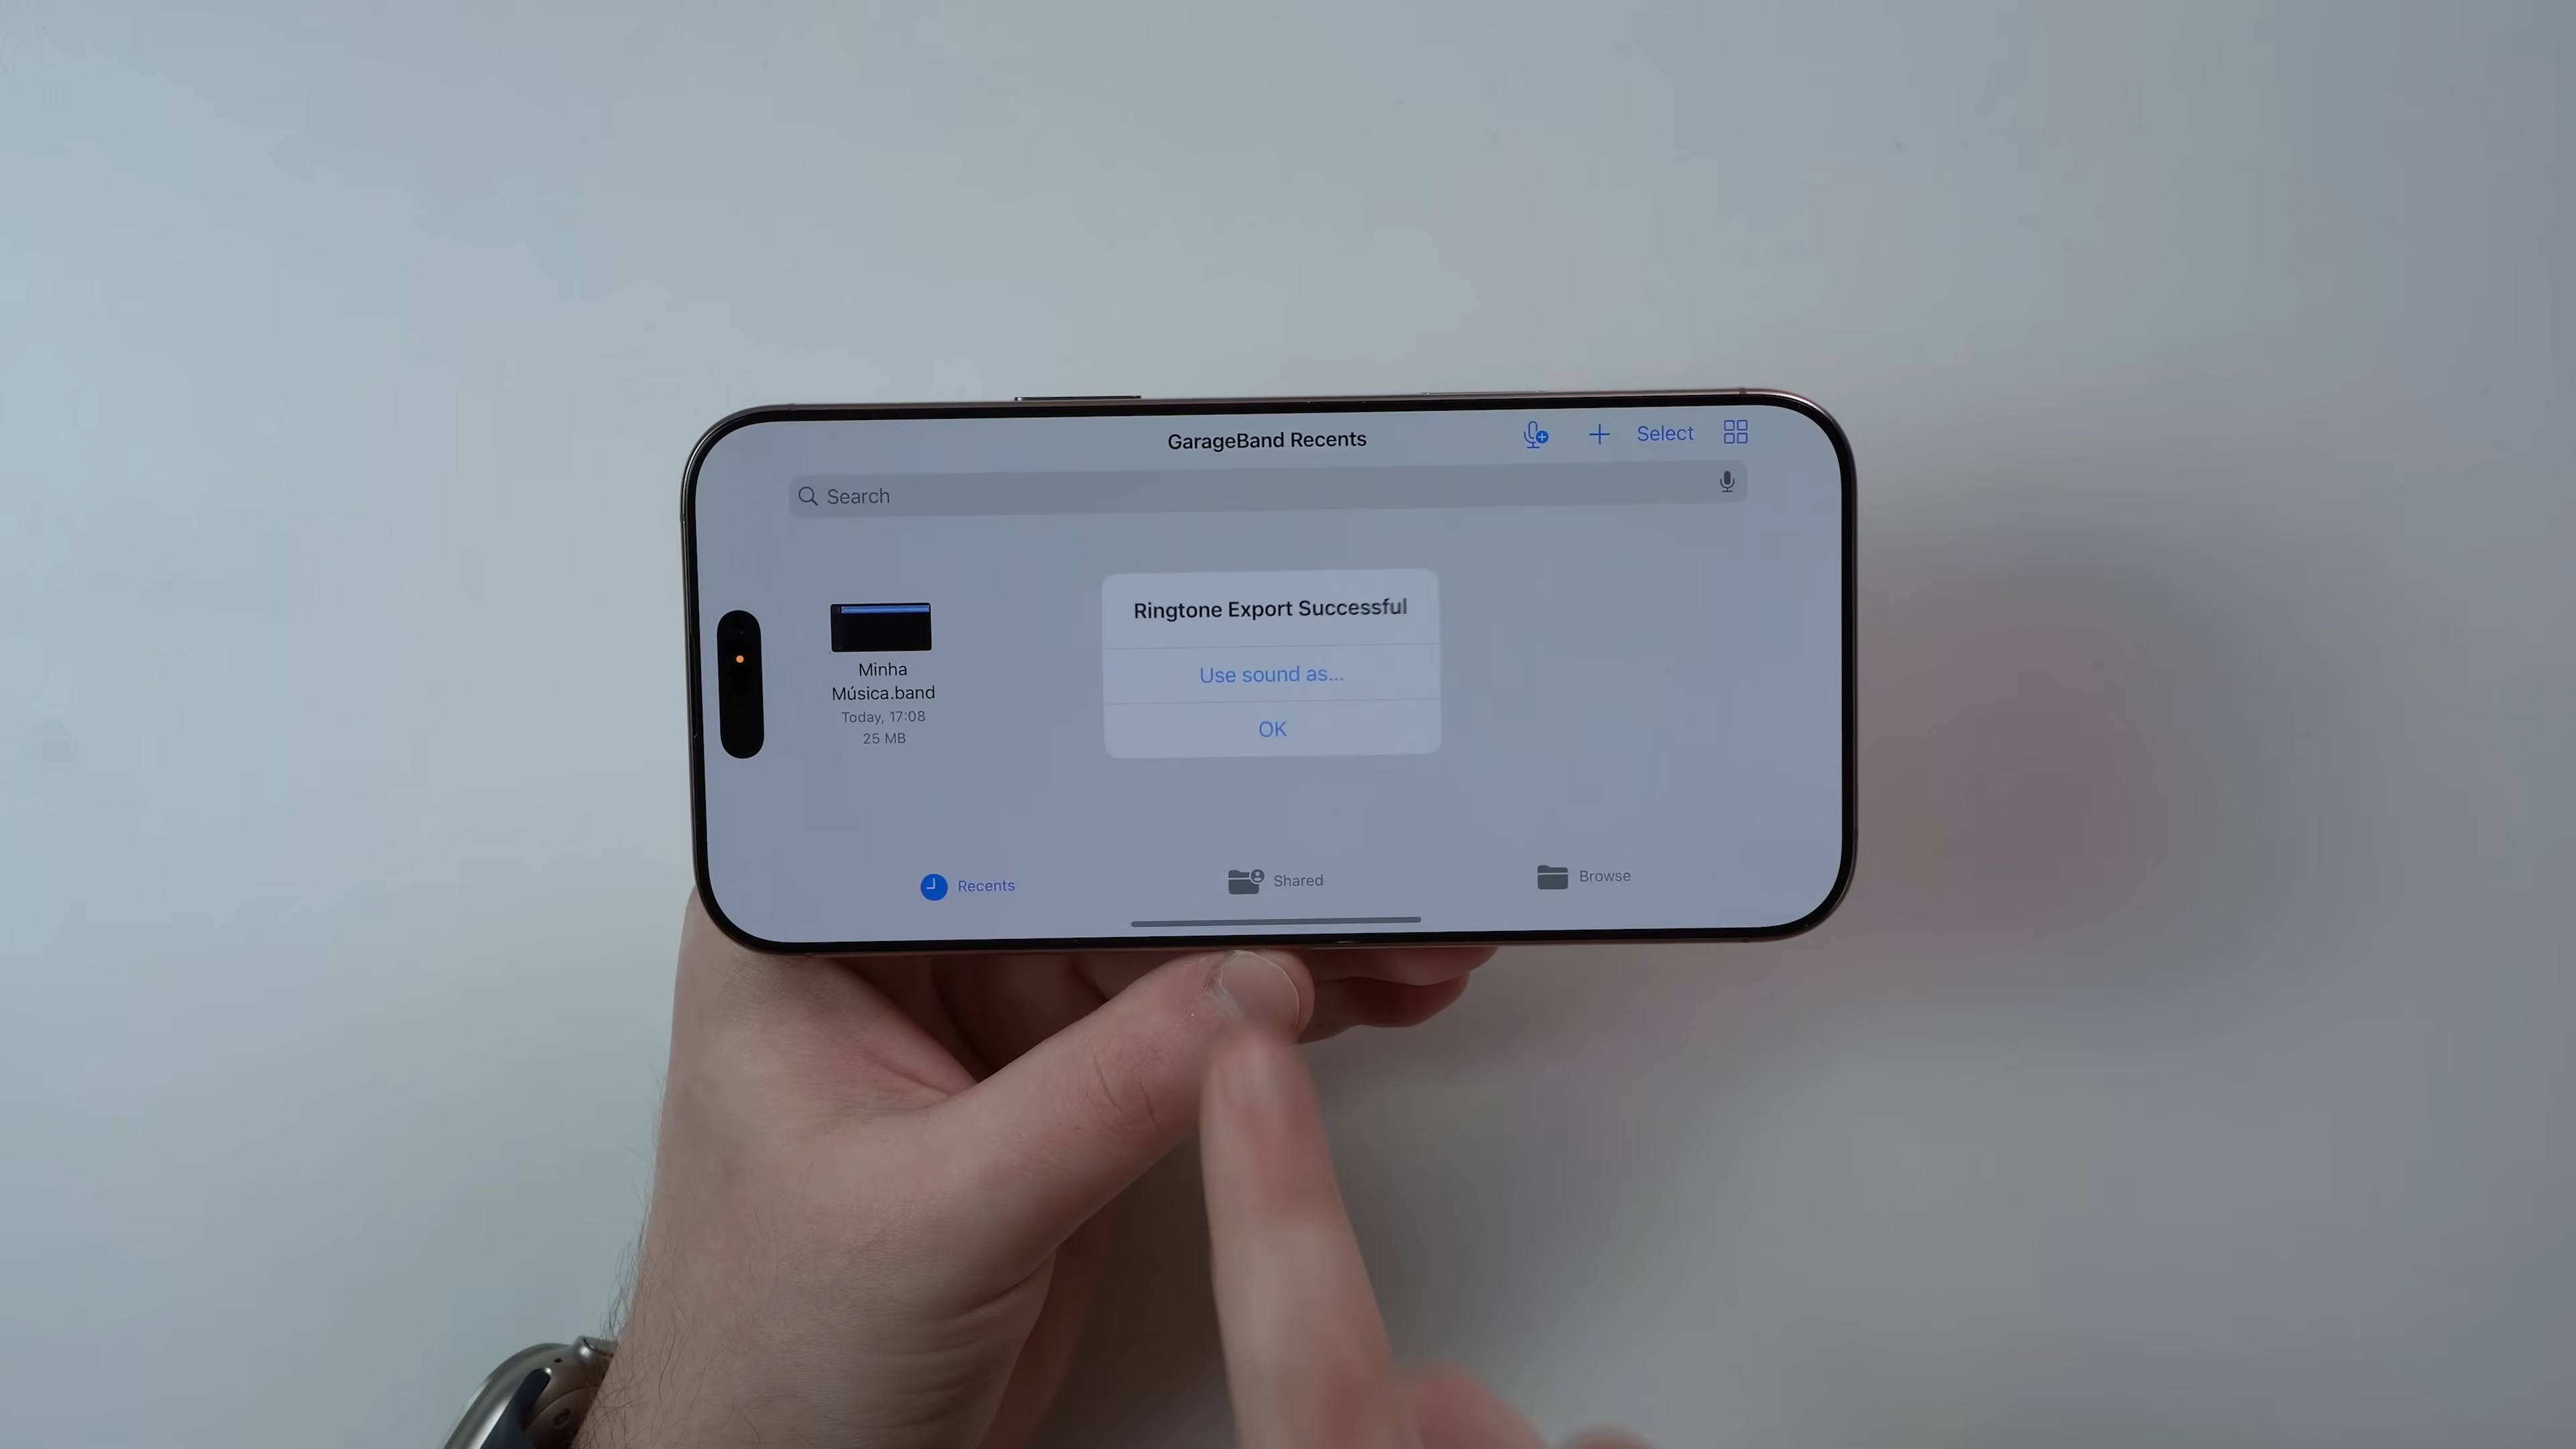 GarageBand Recents
Select
Search
Minha
Música.band
Today, 17:08
25 MB
Ringtone Export Successful
Use sound as...
OK
Recents
Shared
Browse